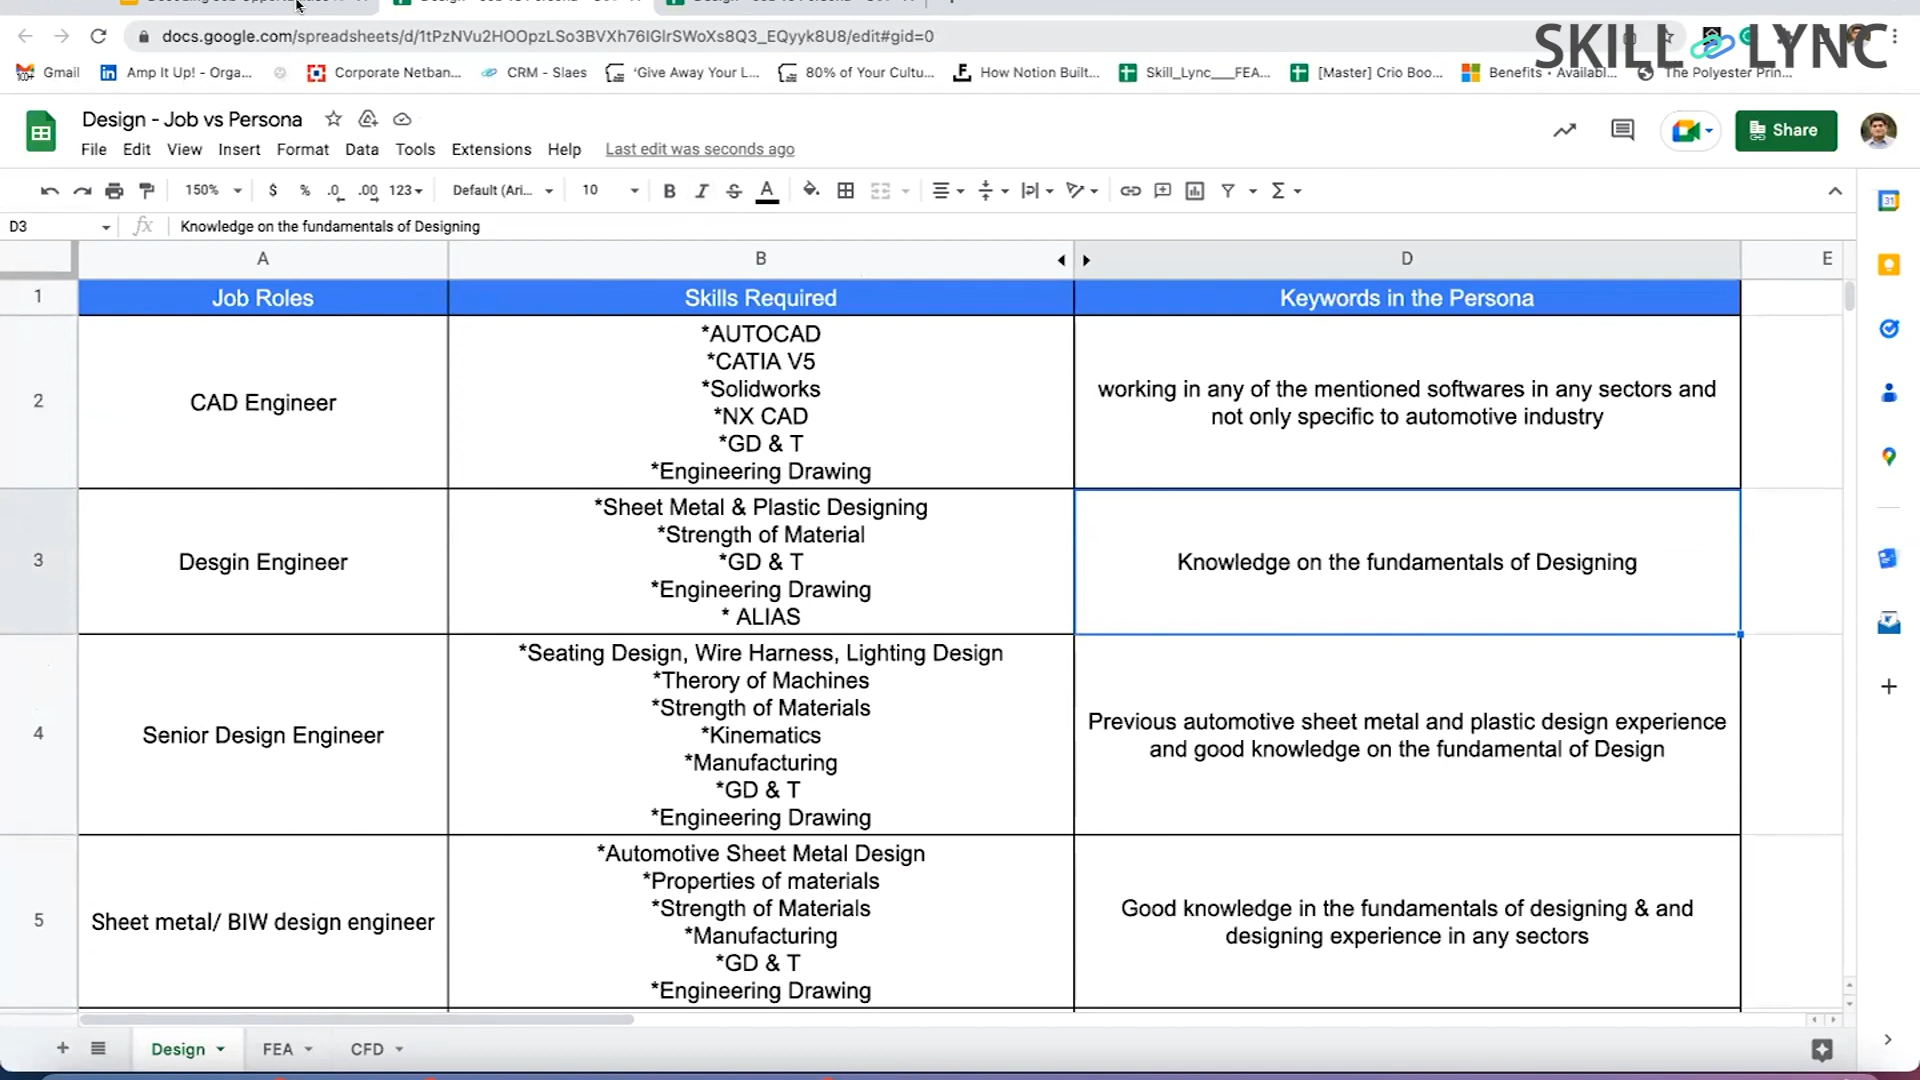 docs.google.com/spreadsheets/d/1tPzNVu2HOOpzLSo3BVXh76IGlrSWoXs8Q3_EQyyk8U8/edit#gid=0
SKILL LYNC
Gmail
Amp It Up! - Orga...
Corporate Netban...
CRM - Slaes
'Give Away Your L...
80% of Your Cultu...
How Notion Built...
Skill_Lync___FEA...
[Master] Crio Boo...
Benefits • Availabl...
The Polyester Prin...
Design - Job vs Persona
File Edit View Insert Format Data Tools Extensions Help Last edit was seconds ago
Share
150% $ % .0 .00 123 Default (Ari... 10 B I S A
D3 fx Knowledge on the fundamentals of Designing
A B D E
1 Job Roles Skills Required Keywords in the Persona
2
CAD Engineer
*AUTOCAD
*CATIA V5
*Solidworks
*NX CAD
*GD & T
*Engineering Drawing
working in any of the mentioned softwares in any sectors and
not only specific to automotive industry
3
Desgin Engineer
*Sheet Metal & Plastic Designing
*Strength of Material
*GD & T
*Engineering Drawing
* ALIAS
Knowledge on the fundamentals of Designing
4
Senior Design Engineer
*Seating Design, Wire Harness, Lighting Design
*Therory of Machines
*Strength of Materials
*Kinematics
*Manufacturing
*GD & T
*Engineering Drawing
Previous automotive sheet metal and plastic design experience
and good knowledge on the fundamental of Design
5
Sheet metal/ BIW design engineer
*Automotive Sheet Metal Design
*Properties of materials
*Strength of Materials
*Manufacturing
*GD & T
*Engineering Drawing
Good knowledge in the fundamentals of designing & and
designing experience in any sectors
Design FEA CFD